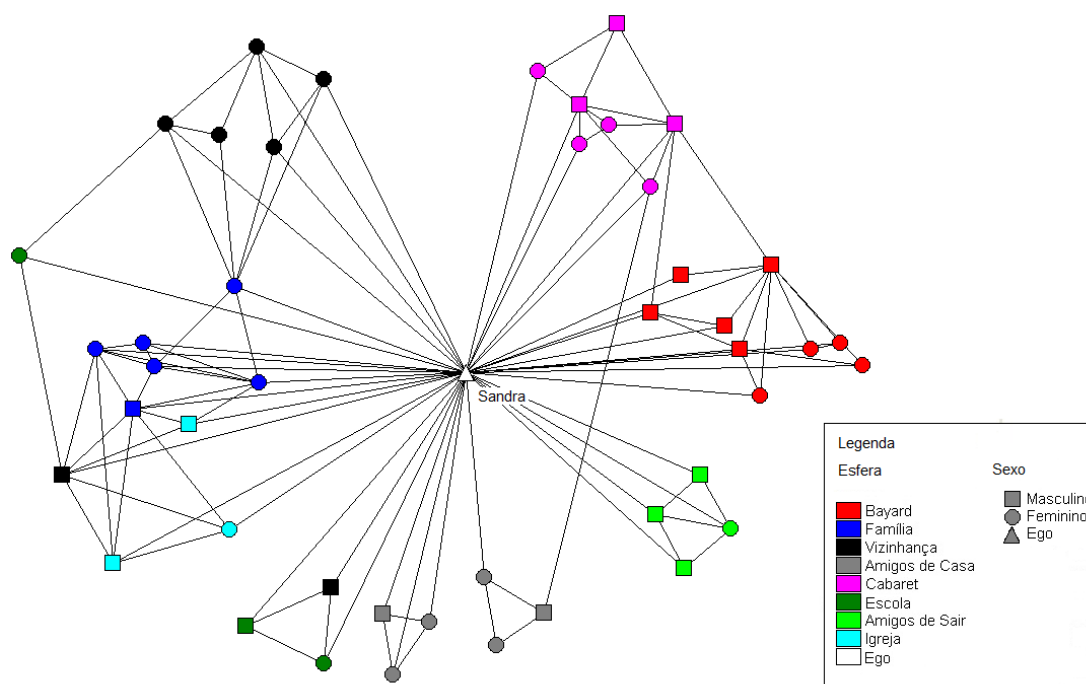 Sandra
Legenda
Esfera
Sexo
Bayard
Família
Vizinhança
Amigos de Casa
Cabaret
Escola
Amigos de Sair
Igreja
Ego
Masculino
Feminino
Ego